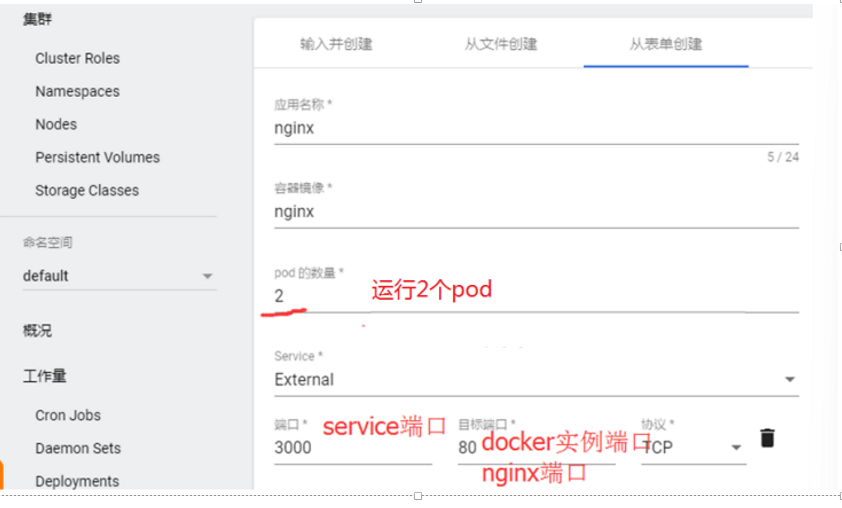 集群
Cluster Roles
Namespaces
Nodes
Persistent Volumes
Storage Classes
命名空间
default
概况
工作量
Cron Jobs
Daemon Sets
Deployments
输入并创建 从文件创建 从表单创建
应用名称 *
nginx
5 / 24
容器镜像 *
nginx
pod 的数量 *
2 运行2个pod
Service *
External
端口 * service端口 目标端口 * 协议 *
3000 80 docker实例端口 TCP
nginx端口